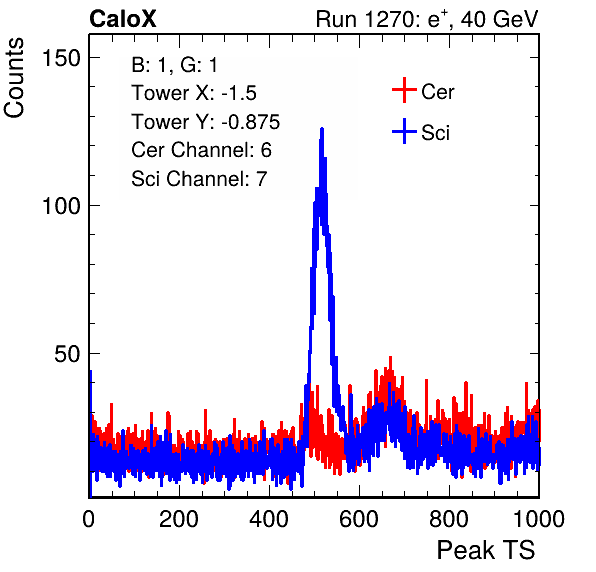 CaloX Run 1270: e⁺, 40 GeV
Counts
150
100
50
B: 1, G: 1
Tower X: -1.5
Tower Y: -0.875
Cer Channel: 6
Sci Channel: 7
Cer
Sci
0 200 400 600 800 1000
Peak TS